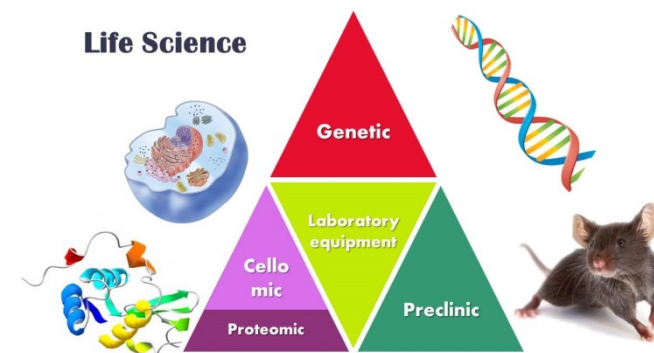 Life Science
Genetic
Laboratory
equipment
Cello
mic
Preclinic
Proteomic